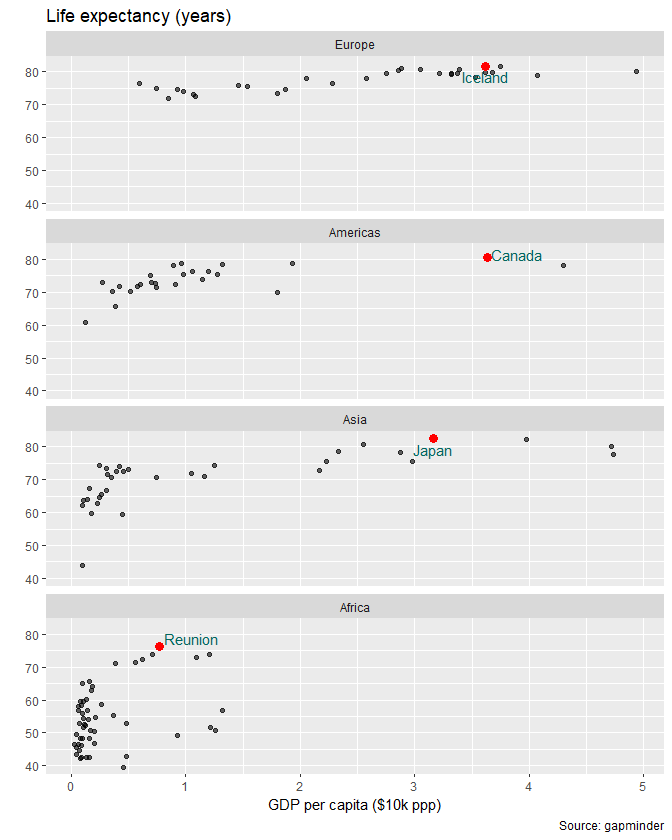 Life expectancy (years)
Europe
80
70
60
50
40
Iceland
Americas
80
70
60
50
40
Canada
Asia
80
70
60
50
40
Japan
Africa
80
70
60
50
40
Reunion
0 1 2 3 4 5
GDP per capita ($10k ppp)
Source: gapminder